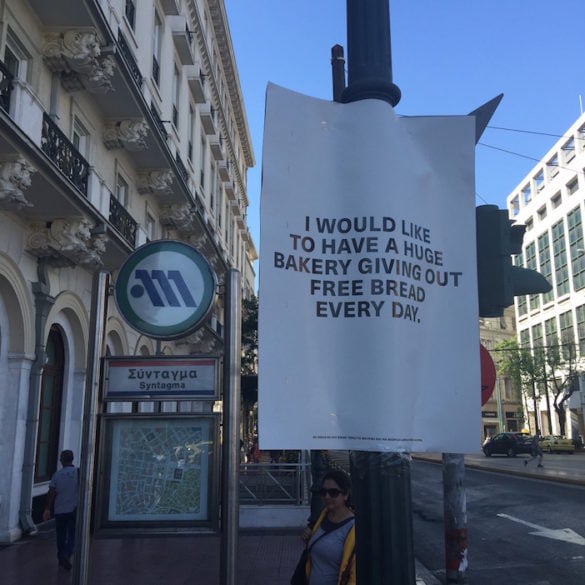 I WOULD LIKE
TO HAVE A HUGE
BAKERY GIVING OUT
FREE BREAD
EVERY DAY.
Σύνταγμα
Syntagma